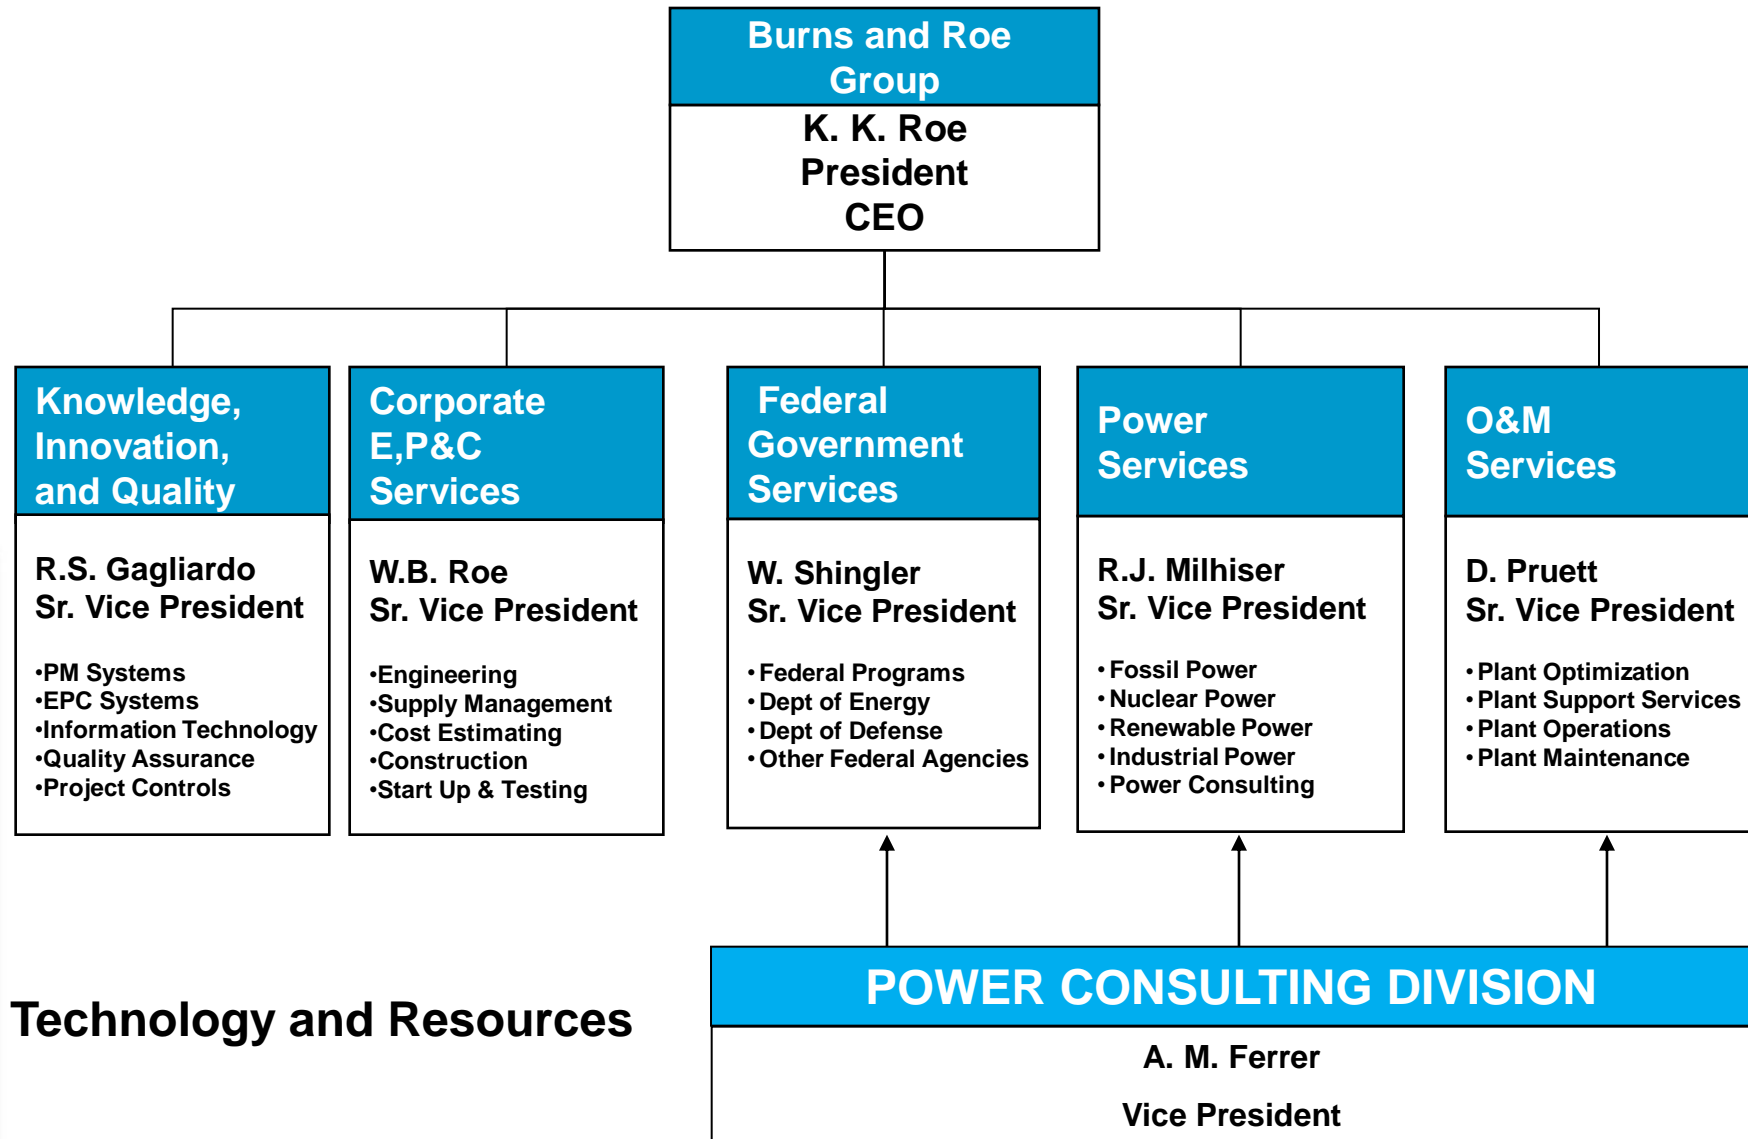 Burns and Roe
Group
K. K. Roe
President
CEO
Knowledge,
Innovation,
and Quality
R.S. Gagliardo
Sr. Vice President
•PM Systems
•EPC Systems
•Information Technology
•Quality Assurance
•Project Controls
Corporate
E,P&C
Services
W.B. Roe
Sr. Vice President
•Engineering
•Supply Management
•Cost Estimating
•Construction
•Start Up & Testing
Federal
Government
Services
W. Shingler
Sr. Vice President
• Federal Programs
• Dept of Energy
• Dept of Defense
• Other Federal Agencies
Power
Services
R.J. Milhiser
Sr. Vice President
• Fossil Power
• Nuclear Power
• Renewable Power
• Industrial Power
• Power Consulting
O&M
Services
D. Pruett
Sr. Vice President
• Plant Optimization
• Plant Support Services
• Plant Operations
• Plant Maintenance
Technology and Resources
POWER CONSULTING DIVISION
A. M. Ferrer
Vice President